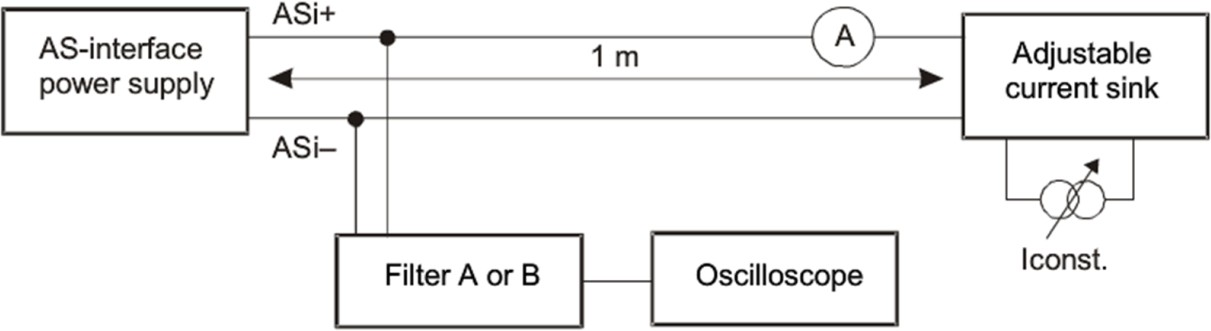 ASi+
AS-interface
power supply
1 m
A
Adjustable
current sink
ASi–
Iconst.
Filter A or B
Oscilloscope